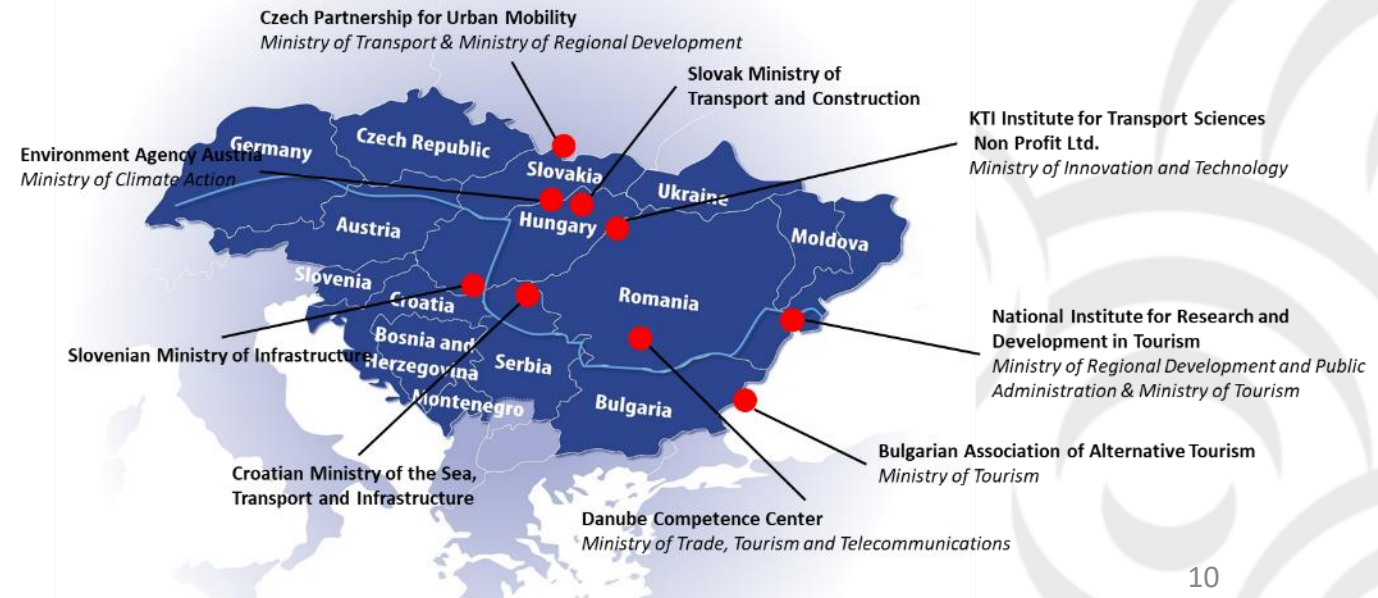 Czech Partnership for Urban Mobility
Ministry of Transport & Ministry of Regional Development
Slovak Ministry of
Transport and Construction
KTI Institute for Transport Sciences
Non Profit Ltd.
Ministry of Innovation and Technology
Environment Agency Austria
Ministry of Climate Action
Germany
Czech Republic
Slovakia
Ukraine
Austria
Hungary
Moldova
Slovenia
Croatia
Romania
Bosnia and
Herzegovina
Serbia
Montenegro
Bulgaria
Slovenian Ministry of Infrastructure
National Institute for Research and
Development in Tourism
Ministry of Regional Development and Public
Administration & Ministry of Tourism
Croatian Ministry of the Sea,
Transport and Infrastructure
Bulgarian Association of Alternative Tourism
Ministry of Tourism
Danube Competence Center
Ministry of Trade, Tourism and Telecommunications
10